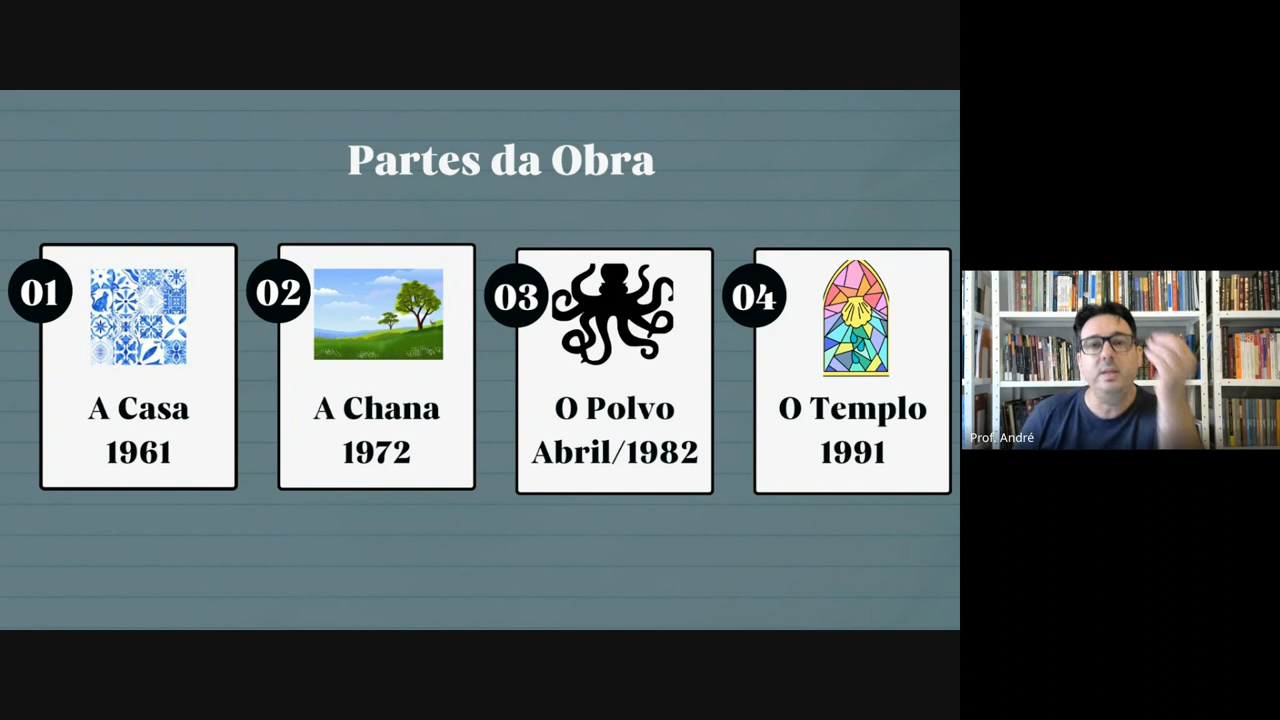 Partes da Obra
01
A Casa
1961
02
A Chana
1972
03
O Polvo
Abril/1982
04
O Templo
1991
Prof. André